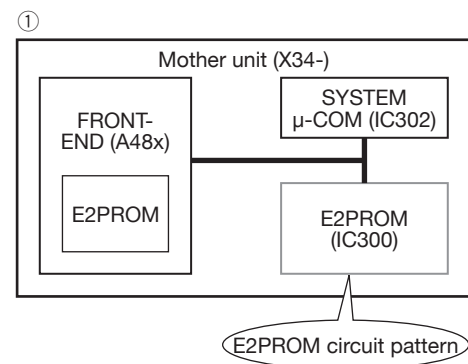 ①
Mother unit (X34-)
FRONT-
END (A48x)
E2PROM
SYSTEM
µ-COM (IC302)
E2PROM
(IC300)
E2PROM circuit pattern